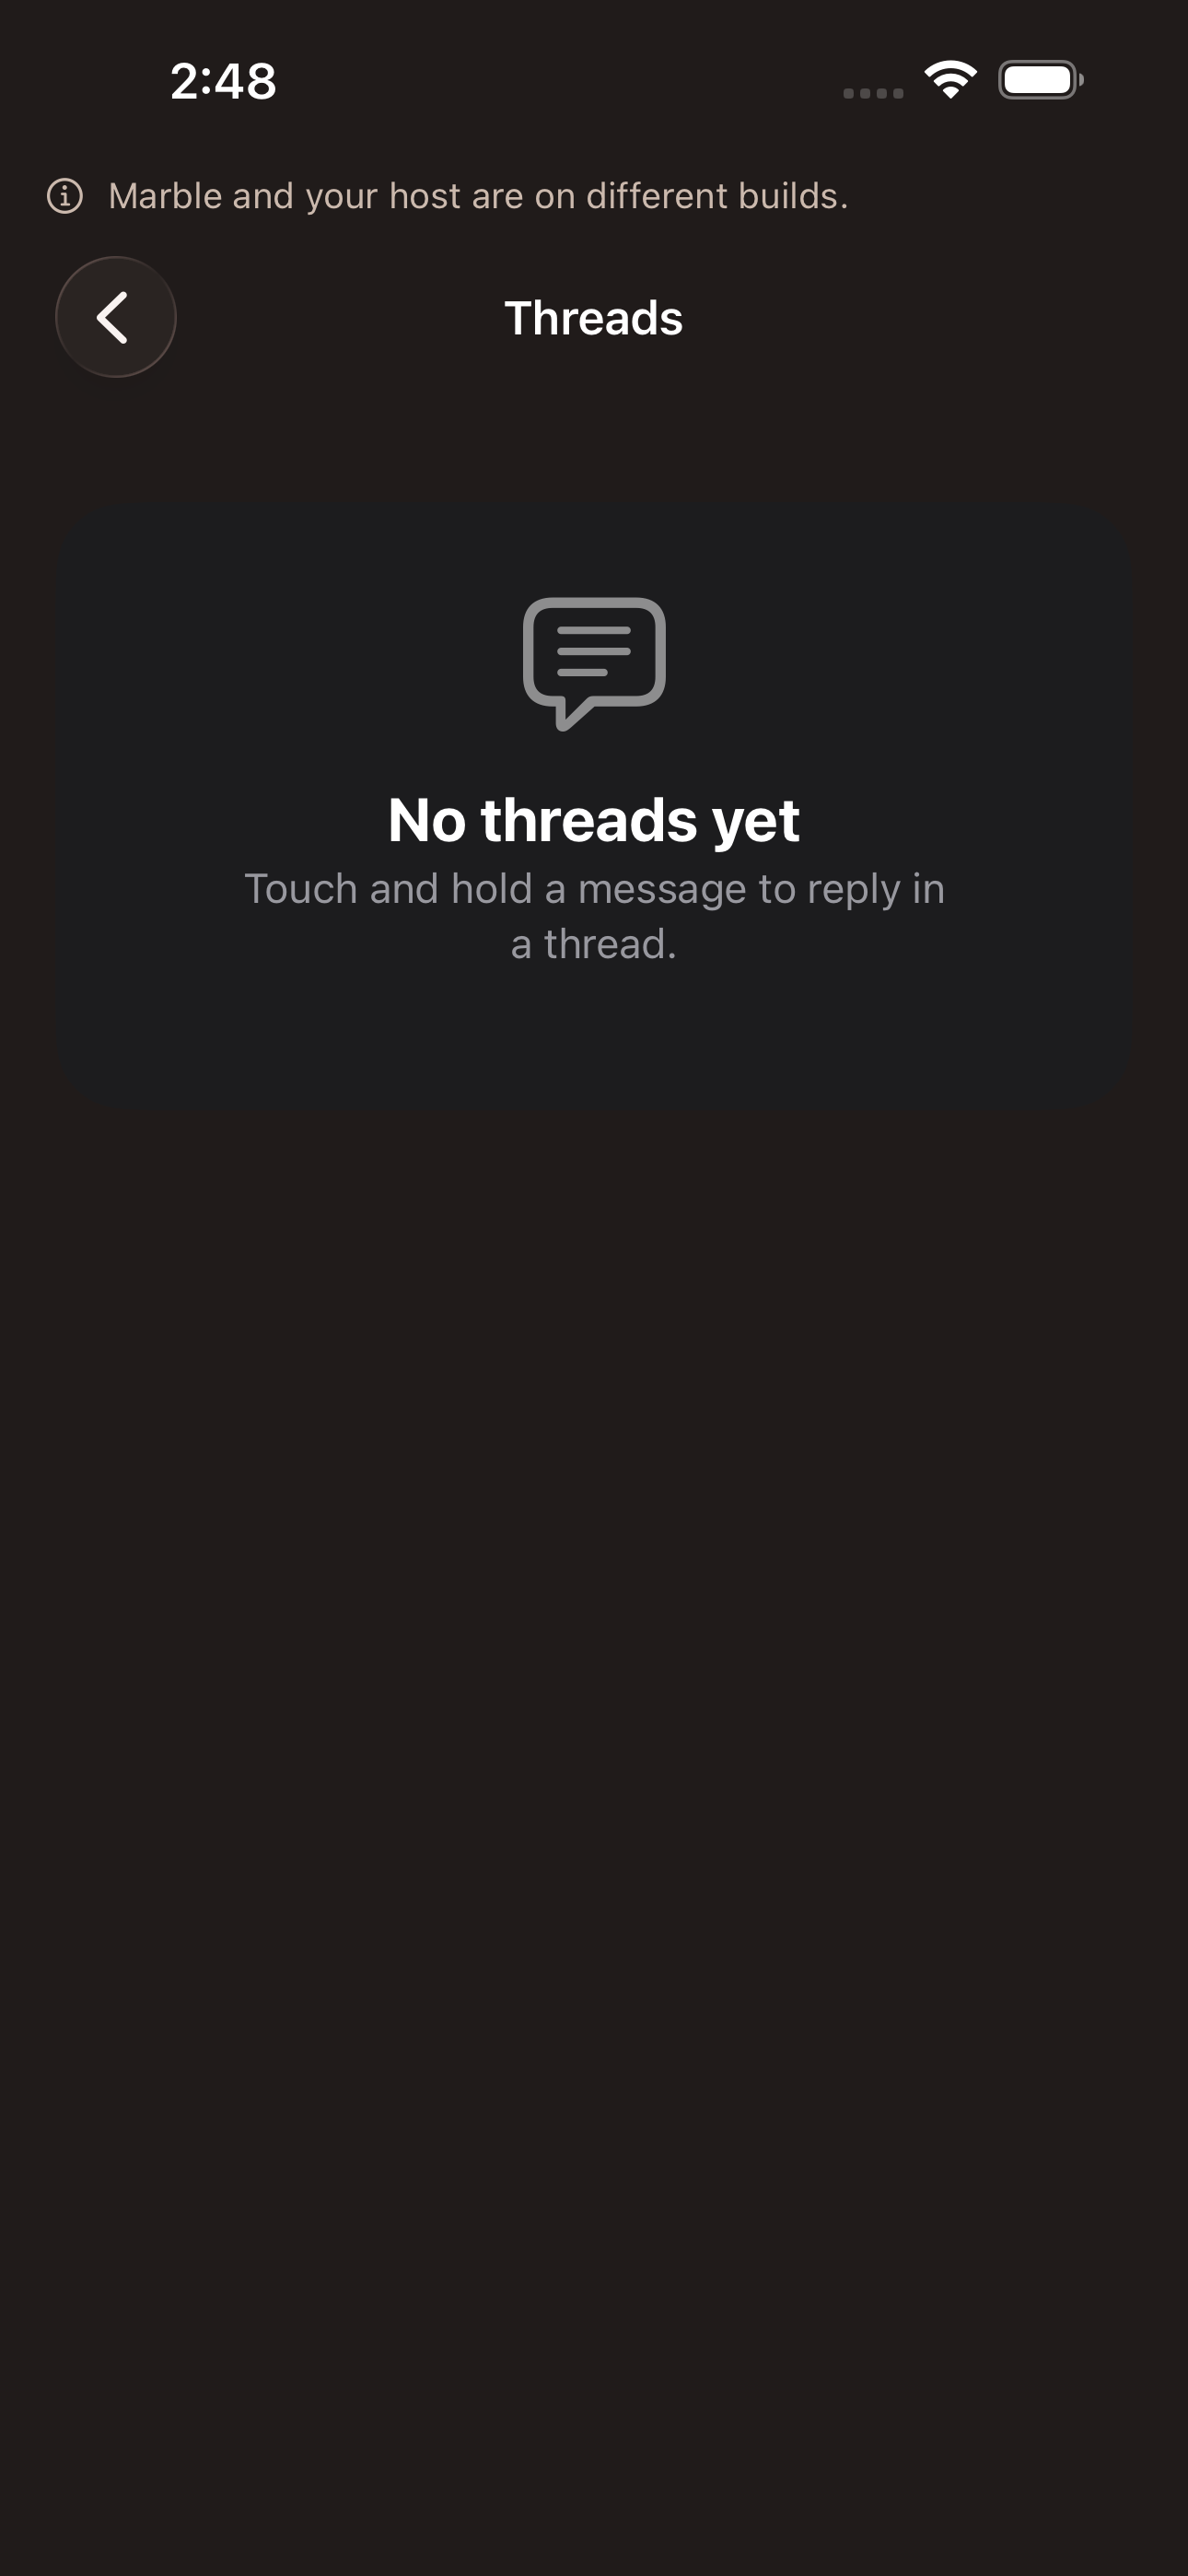 2:48
Marble and your host are on different builds.
Threads
No threads yet
Touch and hold a message to reply in
a thread.